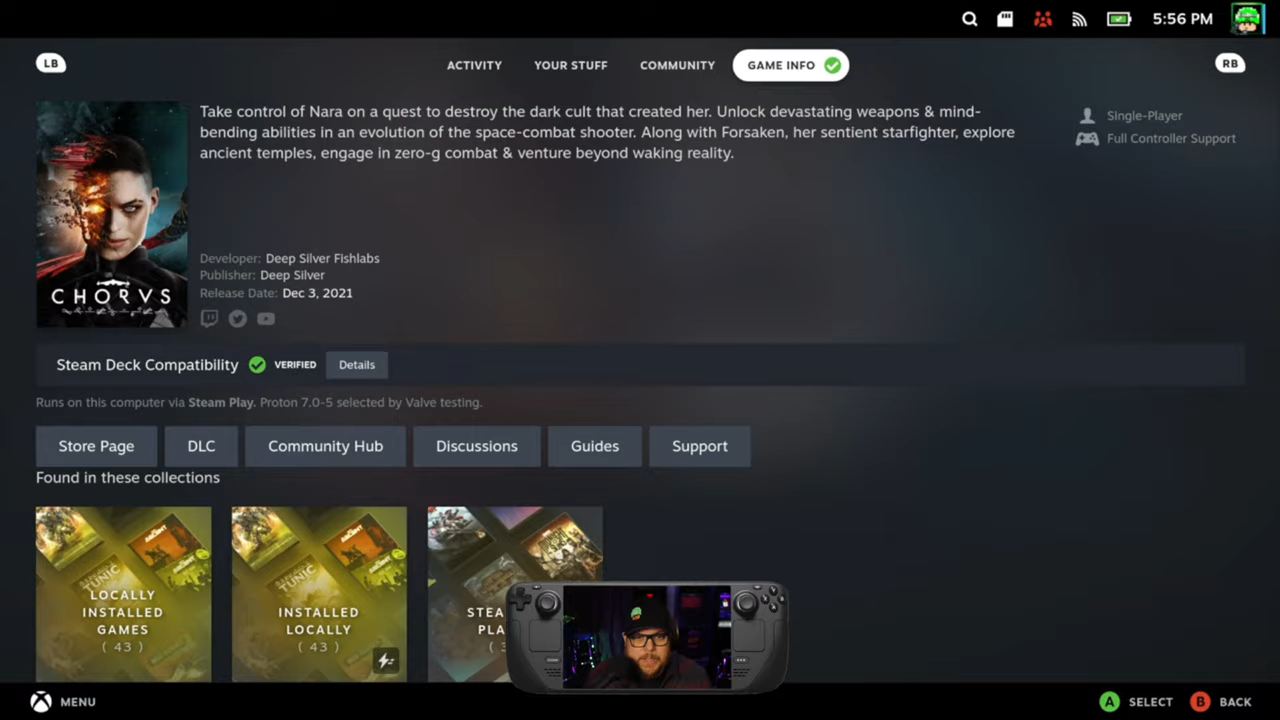 5:56 PM
LB
ACTIVITY
YOUR STUFF
COMMUNITY
GAME INFO
RB
Take control of Nara on a quest to destroy the dark cult that created her. Unlock devastating weapons & mind-
bending abilities in an evolution of the space-combat shooter. Along with Forsaken, her sentient starfighter, explore
ancient temples, engage in zero-g combat & venture beyond waking reality.
Single-Player
Full Controller Support
CHORVS
Developer: Deep Silver Fishlabs
Publisher: Deep Silver
Release Date: Dec 3, 2021
Steam Deck Compatibility VERIFIED Details
Runs on this computer via Steam Play. Proton 7.0-5 selected by Valve testing.
Store Page
DLC
Community Hub
Discussions
Guides
Support
Found in these collections
TUNIC
LOCALLY
INSTALLED
GAMES
( 43 )
TUNIC
INSTALLED
LOCALLY
( 43 )
STEA
PLA
MENU
A SELECT
B BACK